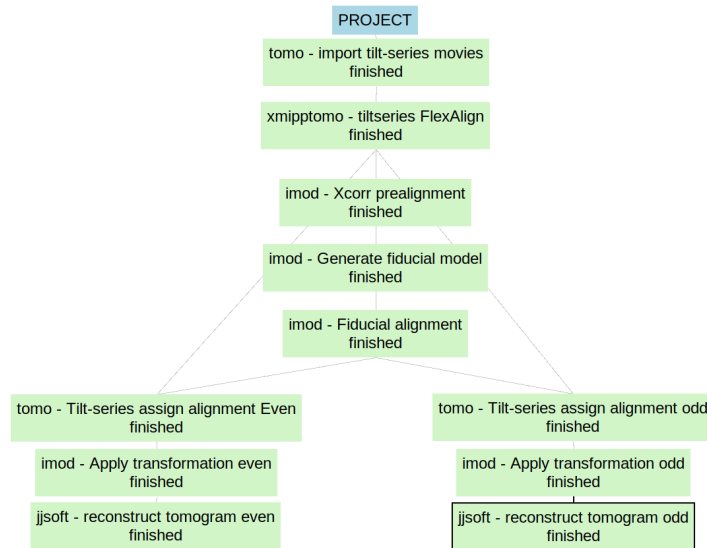 PROJECT
tomo - import tilt-series movies
finished
xmipptomo - tiltseries FlexAlign
finished
imod - Xcorr prealignment
finished
imod - Generate fiducial model
finished
imod - Fiducial alignment
finished
tomo - Tilt-series assign alignment Even
finished
tomo - Tilt-series assign alignment odd
finished
imod - Apply transformation even
finished
imod - Apply transformation odd
finished
jjsoft - reconstruct tomogram even
finished
jjsoft - reconstruct tomogram odd
finished